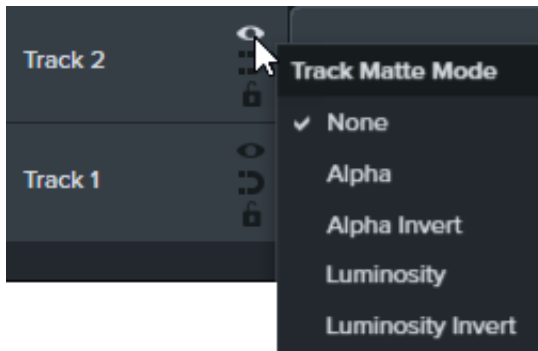 Track 2
Track Matte Mode
None
Alpha
Track 1
Alpha Invert
Luminosity
Luminosity Invert